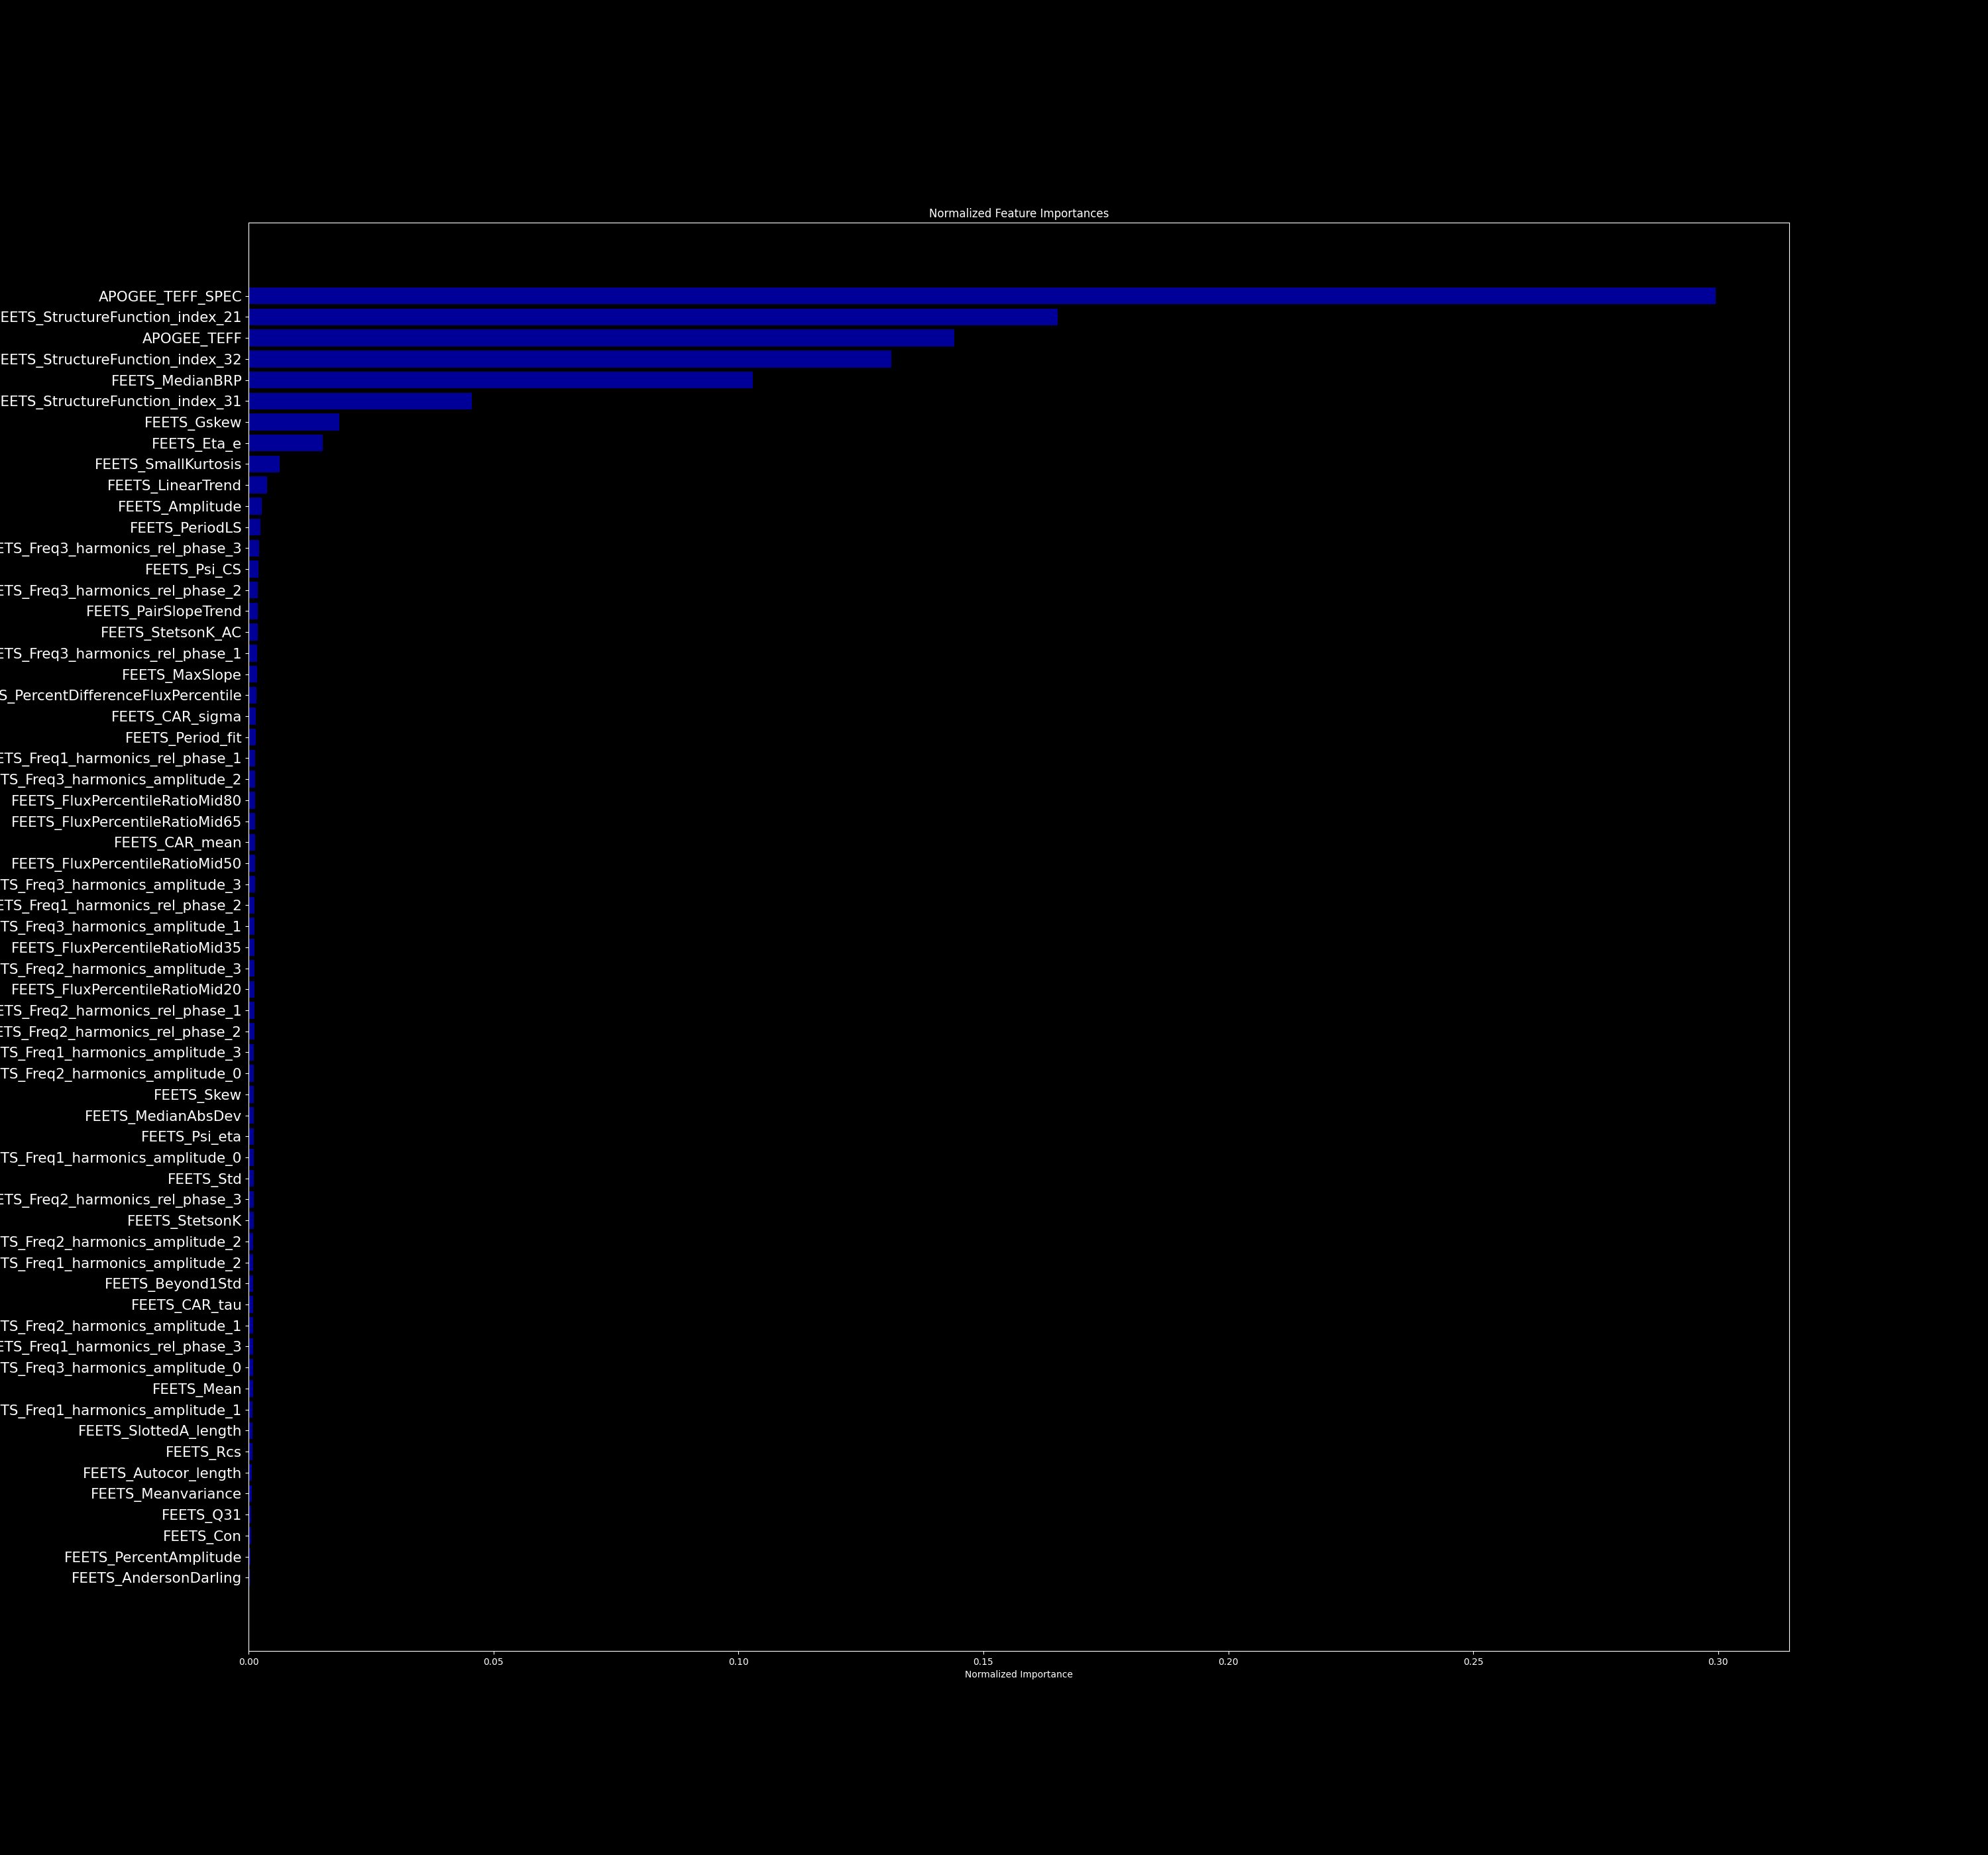 Normalized Feature Importances
APOGEE_TEFF_SPEC
EETS_StructureFunction_index_21
APOGEE_TEFF
EETS_StructureFunction_index_32
FEETS_MedianBRP
EETS_StructureFunction_index_31
FEETS_Gskew
FEETS_Eta_e
FEETS_SmallKurtosis
FEETS_LinearTrend
FEETS_Amplitude
FEETS_PeriodLS
ETS_Freq3_harmonics_rel_phase_3
FEETS_Psi_CS
ETS_Freq3_harmonics_rel_phase_2
FEETS_PairSlopeTrend
FEETS_StetsonK_AC
ETS_Freq3_harmonics_rel_phase_1
FEETS_MaxSlope
S_PercentDifferenceFluxPercentile
FEETS_CAR_sigma
FEETS_Period_fit
ETS_Freq1_harmonics_rel_phase_1
TS_Freq3_harmonics_amplitude_2
FEETS_FluxPercentileRatioMid80
FEETS_FluxPercentileRatioMid65
FEETS_CAR_mean
FEETS_FluxPercentileRatioMid50
TS_Freq3_harmonics_amplitude_3
ETS_Freq1_harmonics_rel_phase_2
TS_Freq3_harmonics_amplitude_1
FEETS_FluxPercentileRatioMid35
TS_Freq2_harmonics_amplitude_3
FEETS_FluxPercentileRatioMid20
ETS_Freq2_harmonics_rel_phase_1
ETS_Freq2_harmonics_rel_phase_2
TS_Freq1_harmonics_amplitude_3
TS_Freq2_harmonics_amplitude_0
FEETS_Skew
FEETS_MedianAbsDev
FEETS_Psi_eta
TS_Freq1_harmonics_amplitude_0
FEETS_Std
ETS_Freq2_harmonics_rel_phase_3
FEETS_StetsonK
TS_Freq2_harmonics_amplitude_2
TS_Freq1_harmonics_amplitude_2
FEETS_Beyond1Std
FEETS_CAR_tau
TS_Freq2_harmonics_amplitude_1
ETS_Freq1_harmonics_rel_phase_3
TS_Freq3_harmonics_amplitude_0
FEETS_Mean
TS_Freq1_harmonics_amplitude_1
FEETS_SlottedA_length
FEETS_Rcs
FEETS_Autocor_length
FEETS_Meanvariance
FEETS_Q31
FEETS_Con
FEETS_PercentAmplitude
FEETS_AndersonDarling
0.00 0.05 0.10 0.15 0.20 0.25 0.30
Normalized Importance